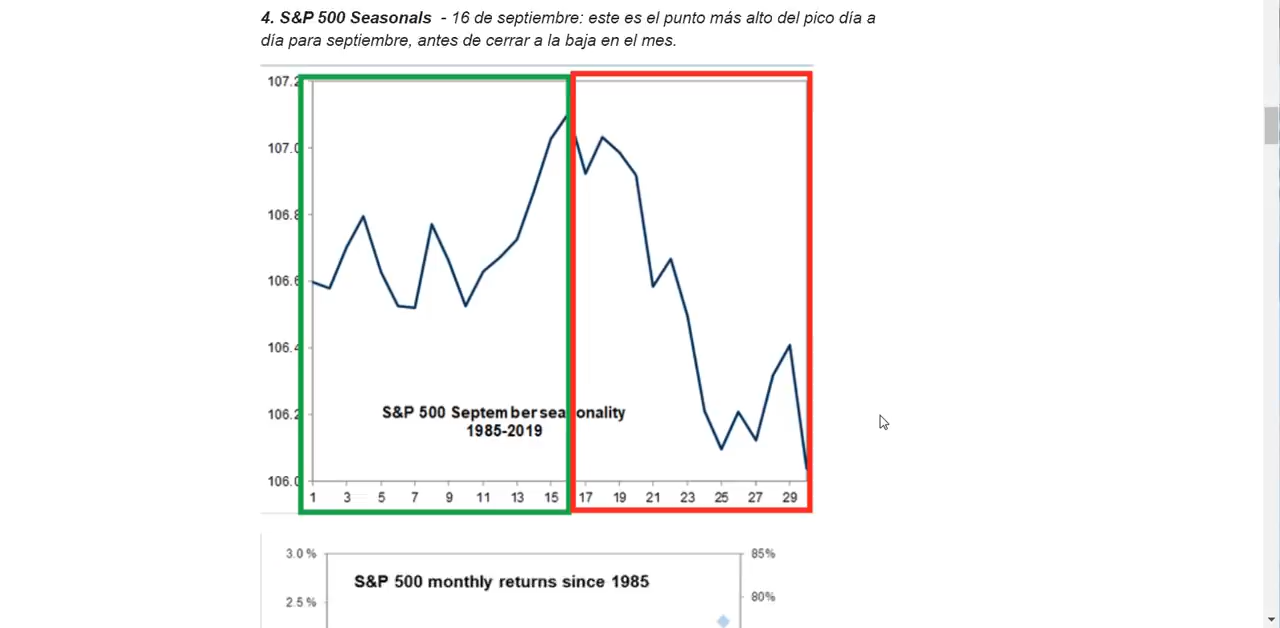 4. S&P 500 Seasonals - 16 de septiembre: este es el punto más alto del pico día a
día para septiembre, antes de cerrar a la baja en el mes.
107.2
107.0
106.8
106.6
106.4
106.2
106.0
S&P 500 September seasonality
1985-2019
1 3 5 7 9 11 13 15 17 19 21 23 25 27 29
3.0 % 85%
S&P 500 monthly returns since 1985
2.5 % 80%